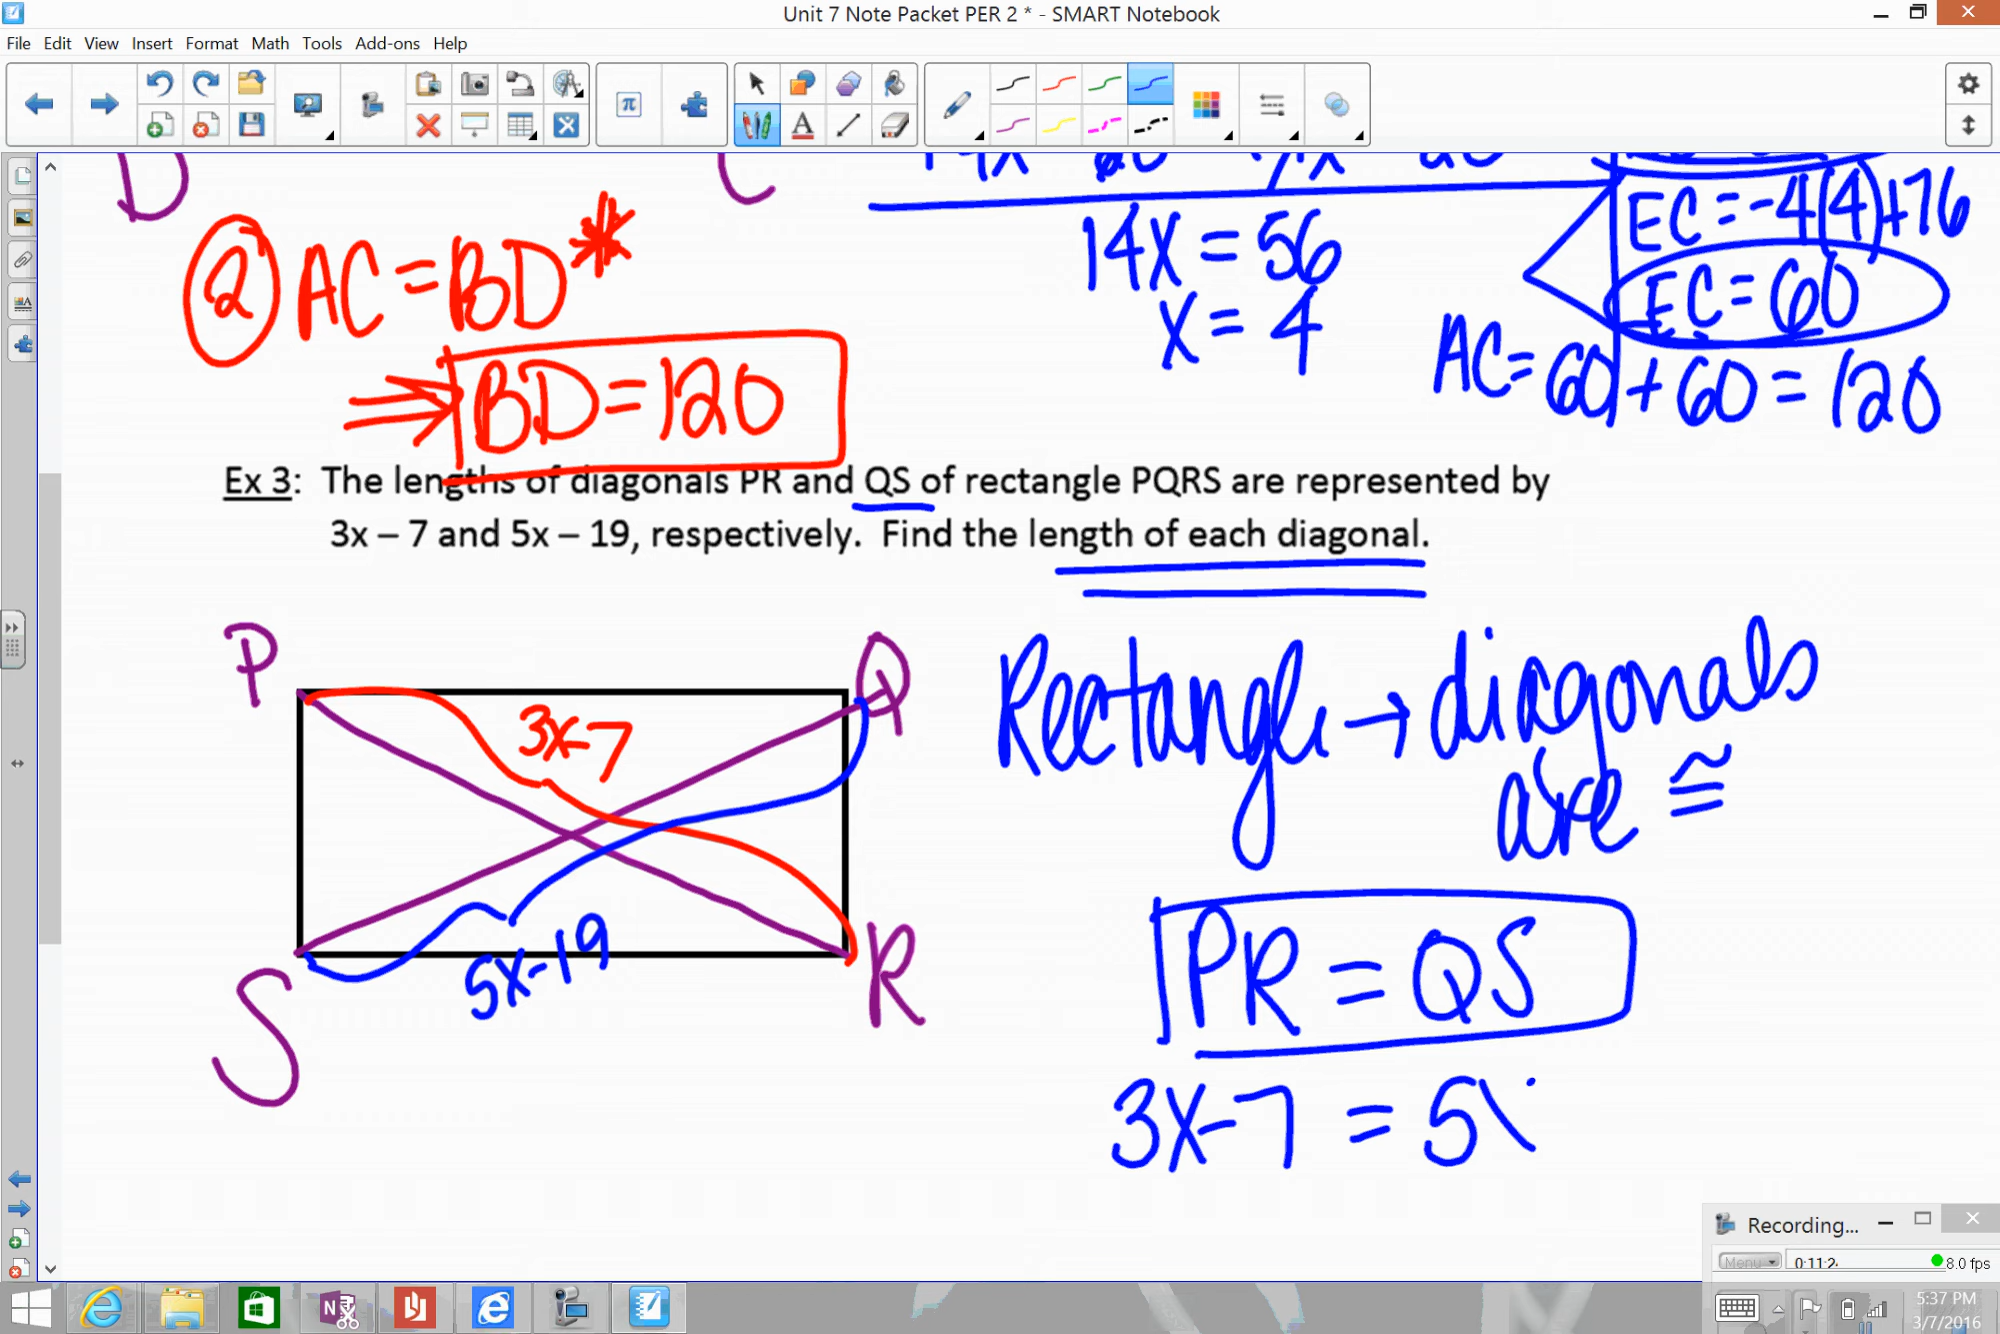 Unit 7 Note Packet PER 2 * - SMART Notebook
File Edit View Insert Format Math Tools Add-ons Help
D C
14x = 56
x = 4
EC = -4(4)+76
EC = 60
AC = 60 + 60 = 120
2 AC = BD*
⇒ BD = 120
Ex 3: The lengths of diagonals PR and QS of rectangle PQRS are represented by
3x – 7 and 5x – 19, respectively. Find the length of each diagonal.
P Q
3x-7
5x-19
S R
Rectangle → diagonals
are ≅
PR = QS
3x-7 = 5
Recording...
Menu 0:11:2 8.0 fps
5:37 PM
3/7/2016